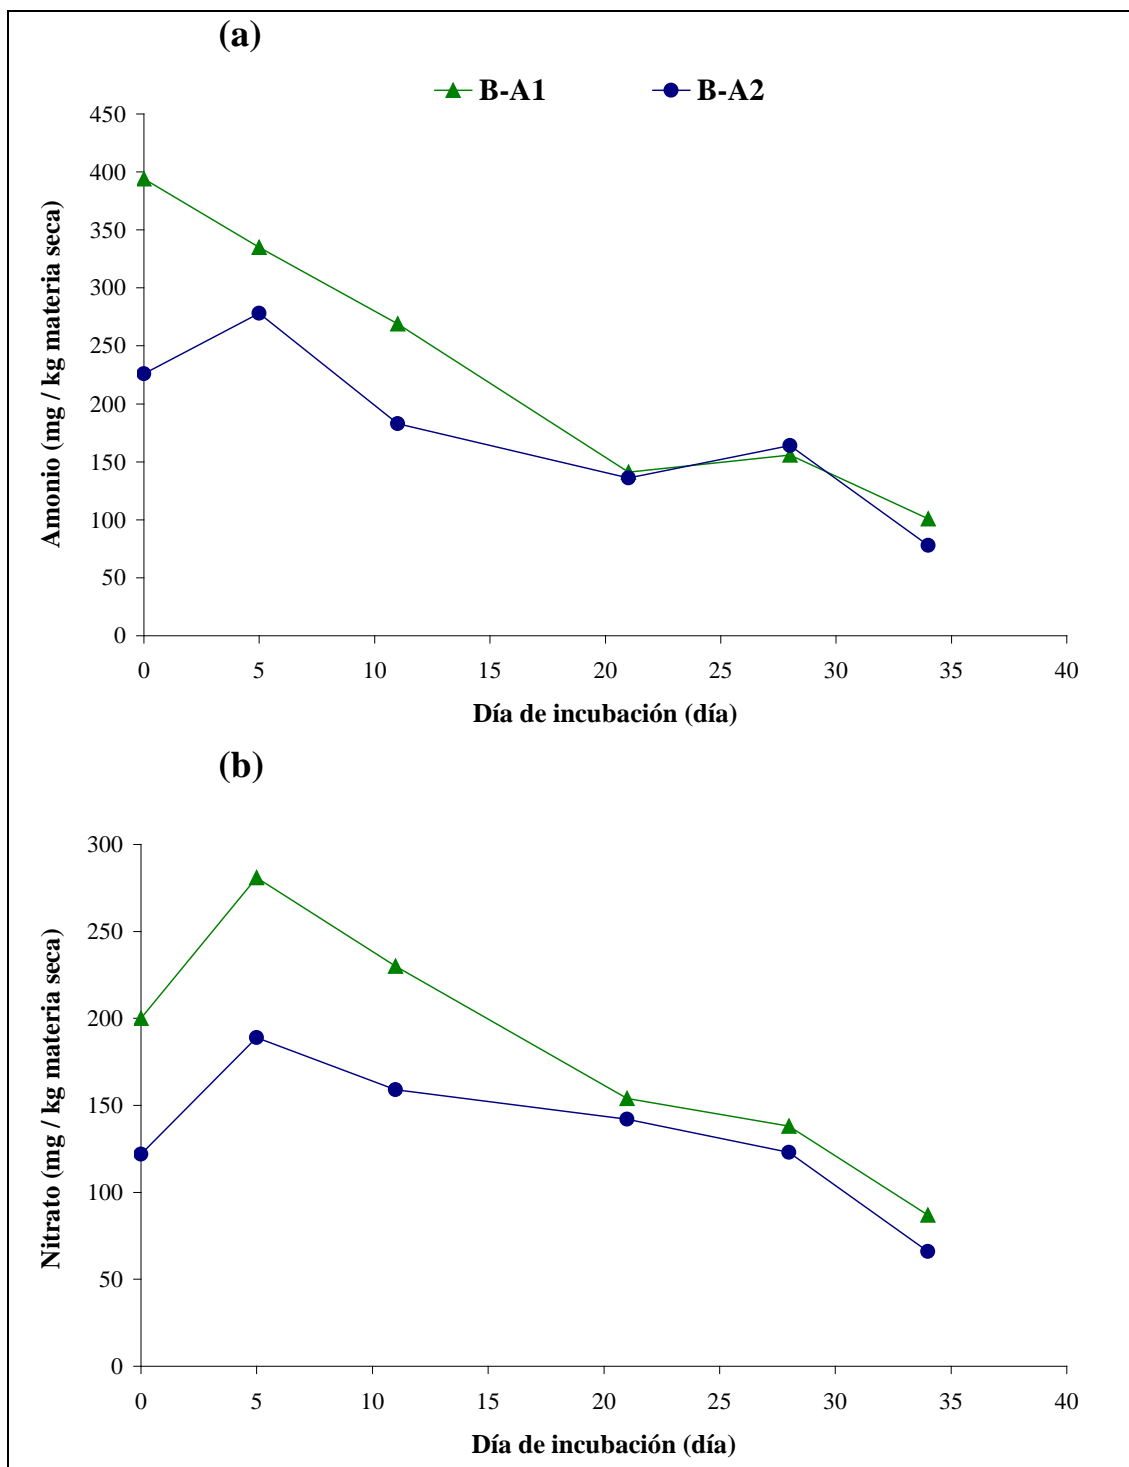 (a)
B-A1 B-A2
450
400
350
300
250
200
150
100
50
0
Amonio (mg / kg materia seca)
0 5 10 15 20 25 30 35 40
Día de incubación (día)
(b)
300
250
200
150
100
50
0
Nitrato (mg / kg materia seca)
0 5 10 15 20 25 30 35 40
Día de incubación (día)